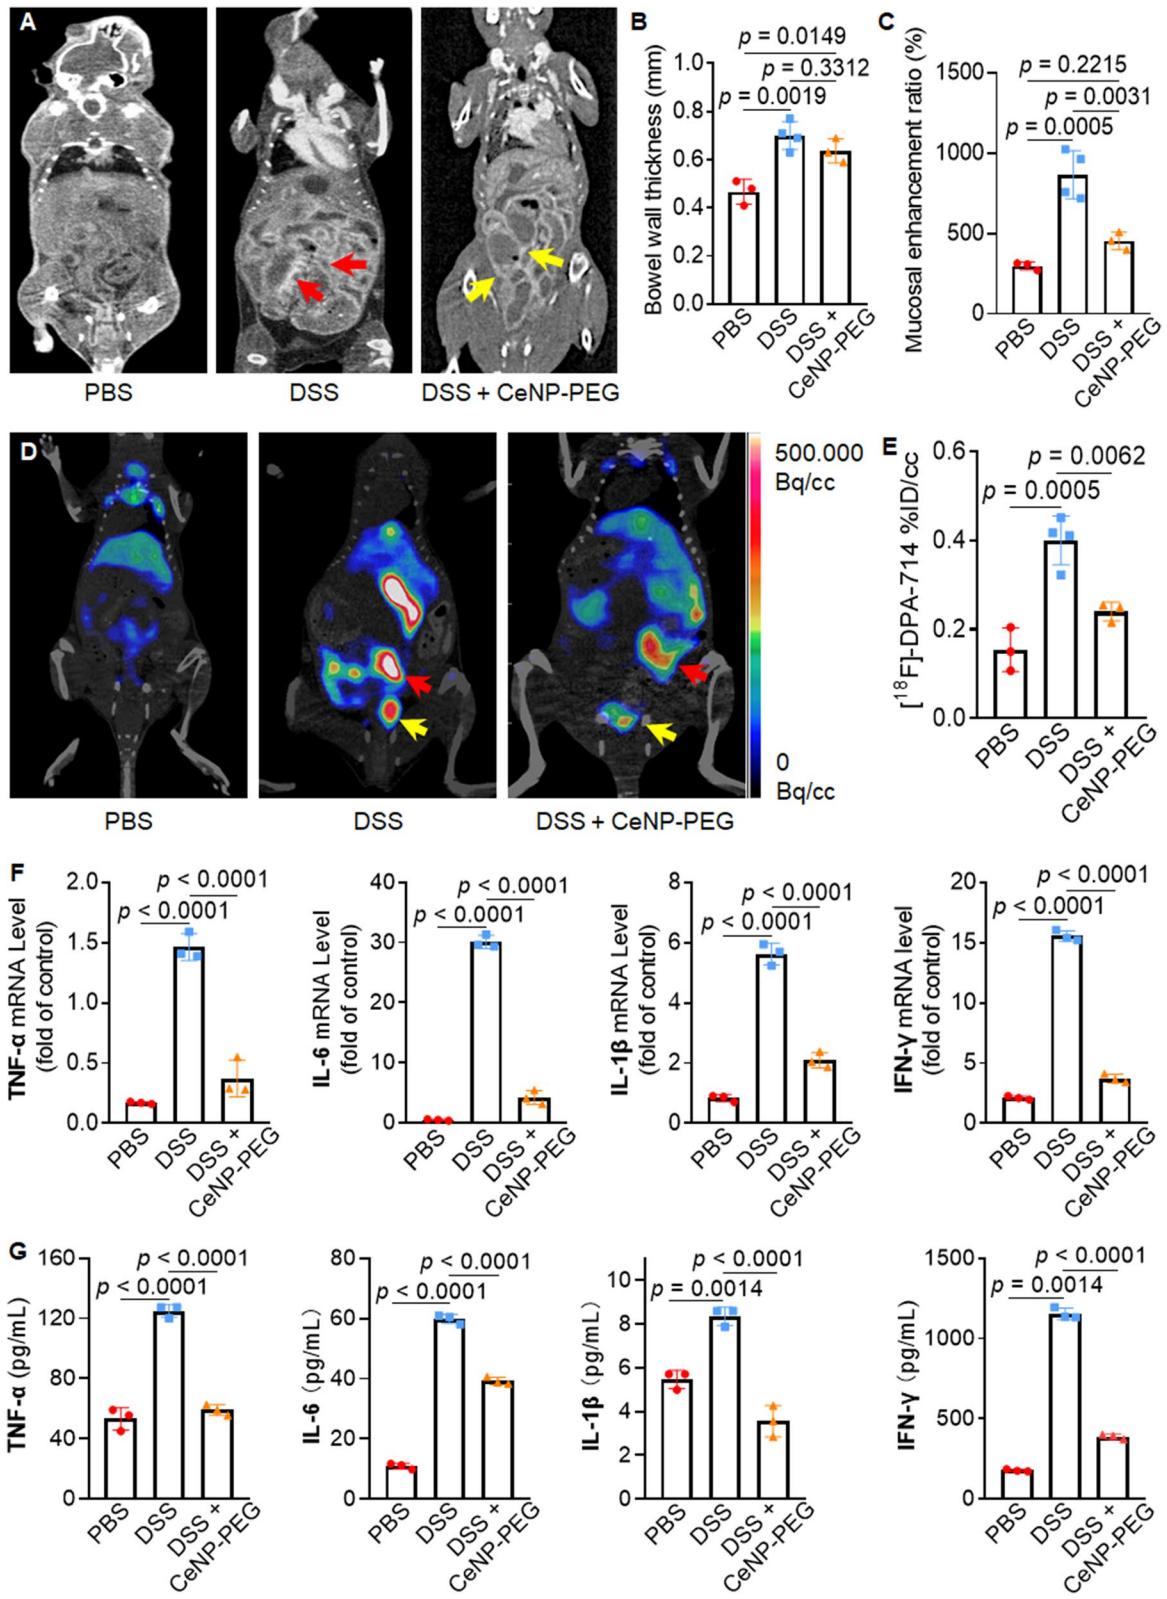 A
PBS
DSS
DSS + CeNP-PEG
B
Bowel wall thickness (mm)
1.0
0.8
0.6
0.4
0.2
0.0
p = 0.0149
p = 0.3312
p = 0.0019
PBS
DSS
DSS +
CeNP-PEG
C
Mucosal enhancement ratio (%)
1500
1000
500
0
p = 0.2215
p = 0.0031
p = 0.0005
PBS
DSS
DSS +
CeNP-PEG
D
500.000
Bq/cc
0
Bq/cc
PBS
DSS
DSS + CeNP-PEG
E
[¹⁸F]-DPA-714 %ID/cc
0.6
0.4
0.2
0.0
p = 0.0062
p = 0.0005
PBS
DSS
DSS +
CeNP-PEG
F
TNF-α mRNA Level
(fold of control)
2.0
1.5
1.0
0.5
0.0
p < 0.0001
p < 0.0001
PBS
DSS
DSS +
CeNP-PEG
IL-6 mRNA Level
(fold of control)
40
30
20
10
0
p < 0.0001
p < 0.0001
PBS
DSS
DSS +
CeNP-PEG
IL-1β mRNA Level
(fold of control)
8
6
4
2
0
p < 0.0001
p < 0.0001
PBS
DSS
DSS +
CeNP-PEG
IFN-γ mRNA level
(fold of control)
20
15
10
5
0
p < 0.0001
p < 0.0001
PBS
DSS
DSS +
CeNP-PEG
G
TNF-α (pg/mL)
160
120
80
40
0
p < 0.0001
p < 0.0001
PBS
DSS
DSS +
CeNP-PEG
IL-6 (pg/mL)
80
60
40
20
0
p < 0.0001
p < 0.0001
PBS
DSS
DSS +
CeNP-PEG
IL-1β (pg/mL)
10
8
6
4
2
0
p < 0.0001
p = 0.0014
PBS
DSS
DSS +
CeNP-PEG
IFN-γ (pg/mL)
1500
1000
500
0
p < 0.0001
p = 0.0014
PBS
DSS
DSS +
CeNP-PEG